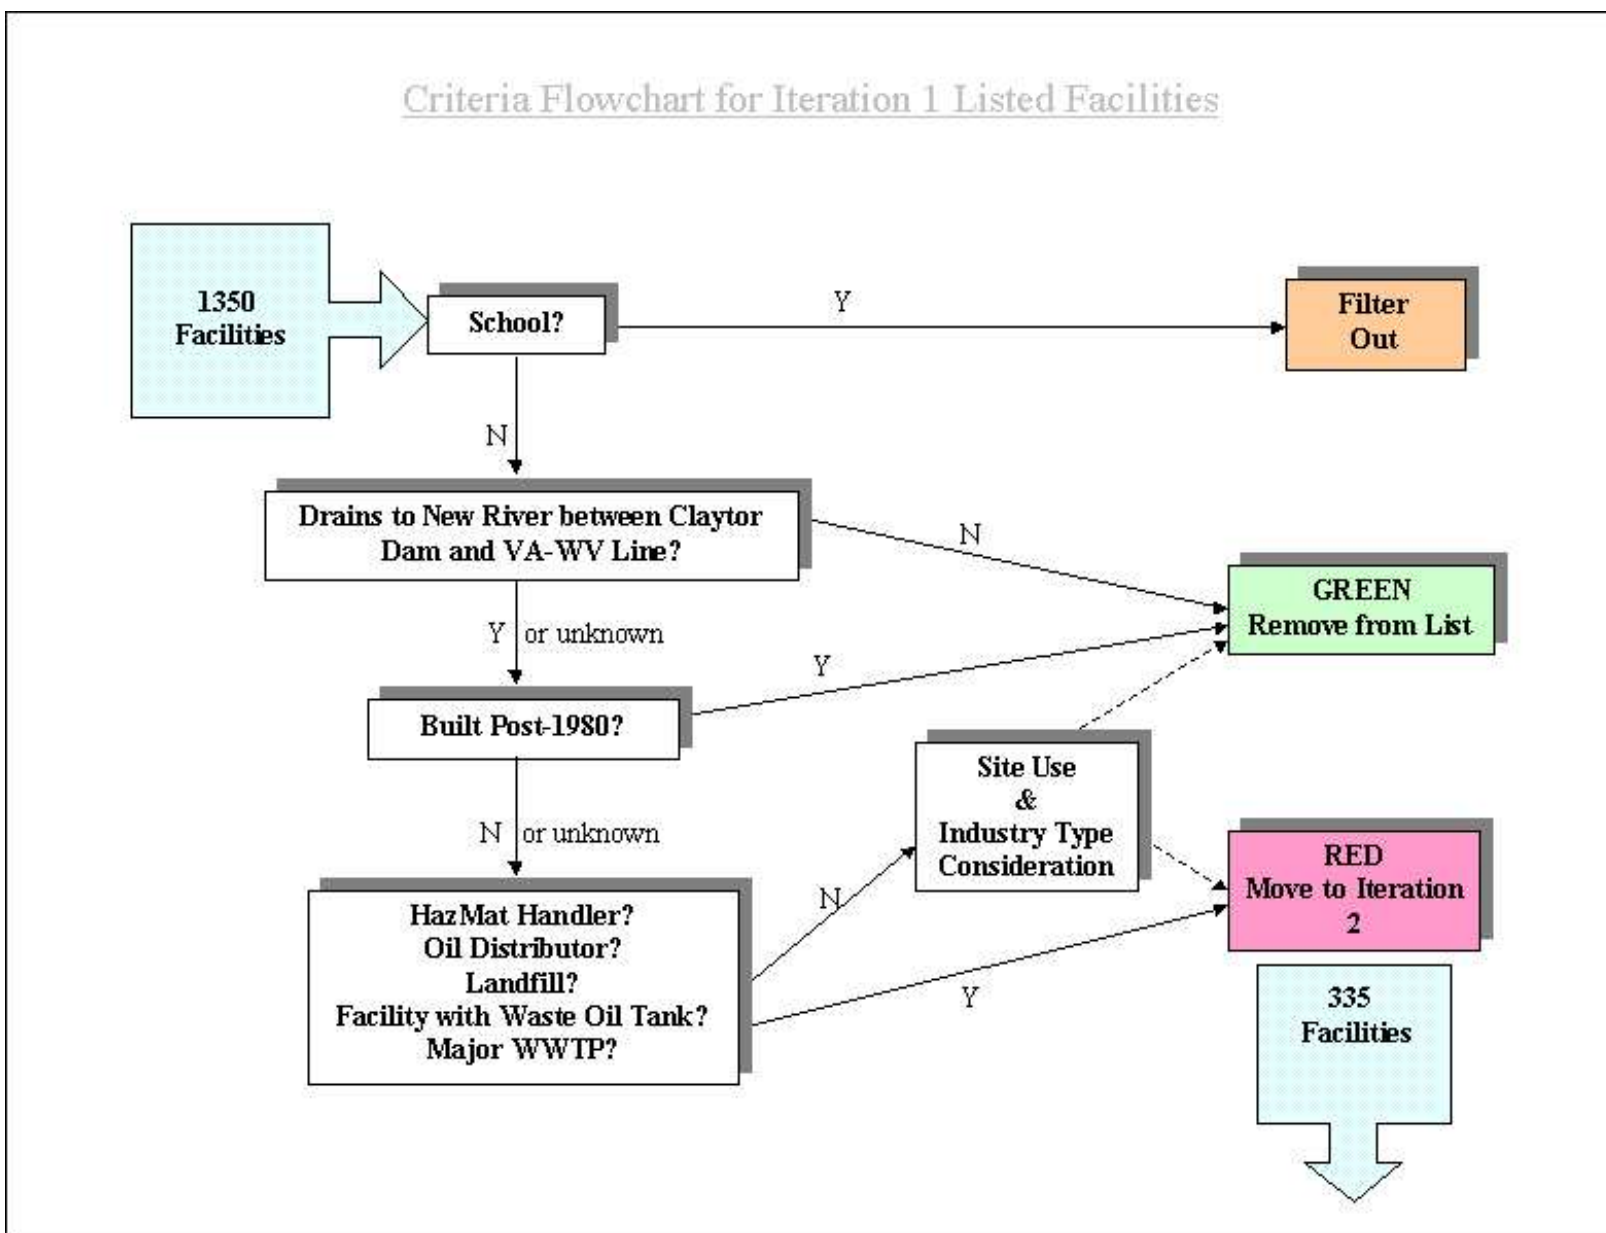 Criteria Flowchart for Iteration 1 Listed Facilities
1350
Facilities
School?
Y
Filter
Out
N
Drains to New River between Claytor
Dam and VA-WV Line?
N
GREEN
Remove from List
Y or unknown
Y
Built Post-1980?
Site Use
&
Industry Type
Consideration
N or unknown
RED
Move to Iteration
2
HazMat Handler?
Oil Distributor?
Landfill?
Facility with Waste Oil Tank?
Major WWTP?
N
Y
335
Facilities